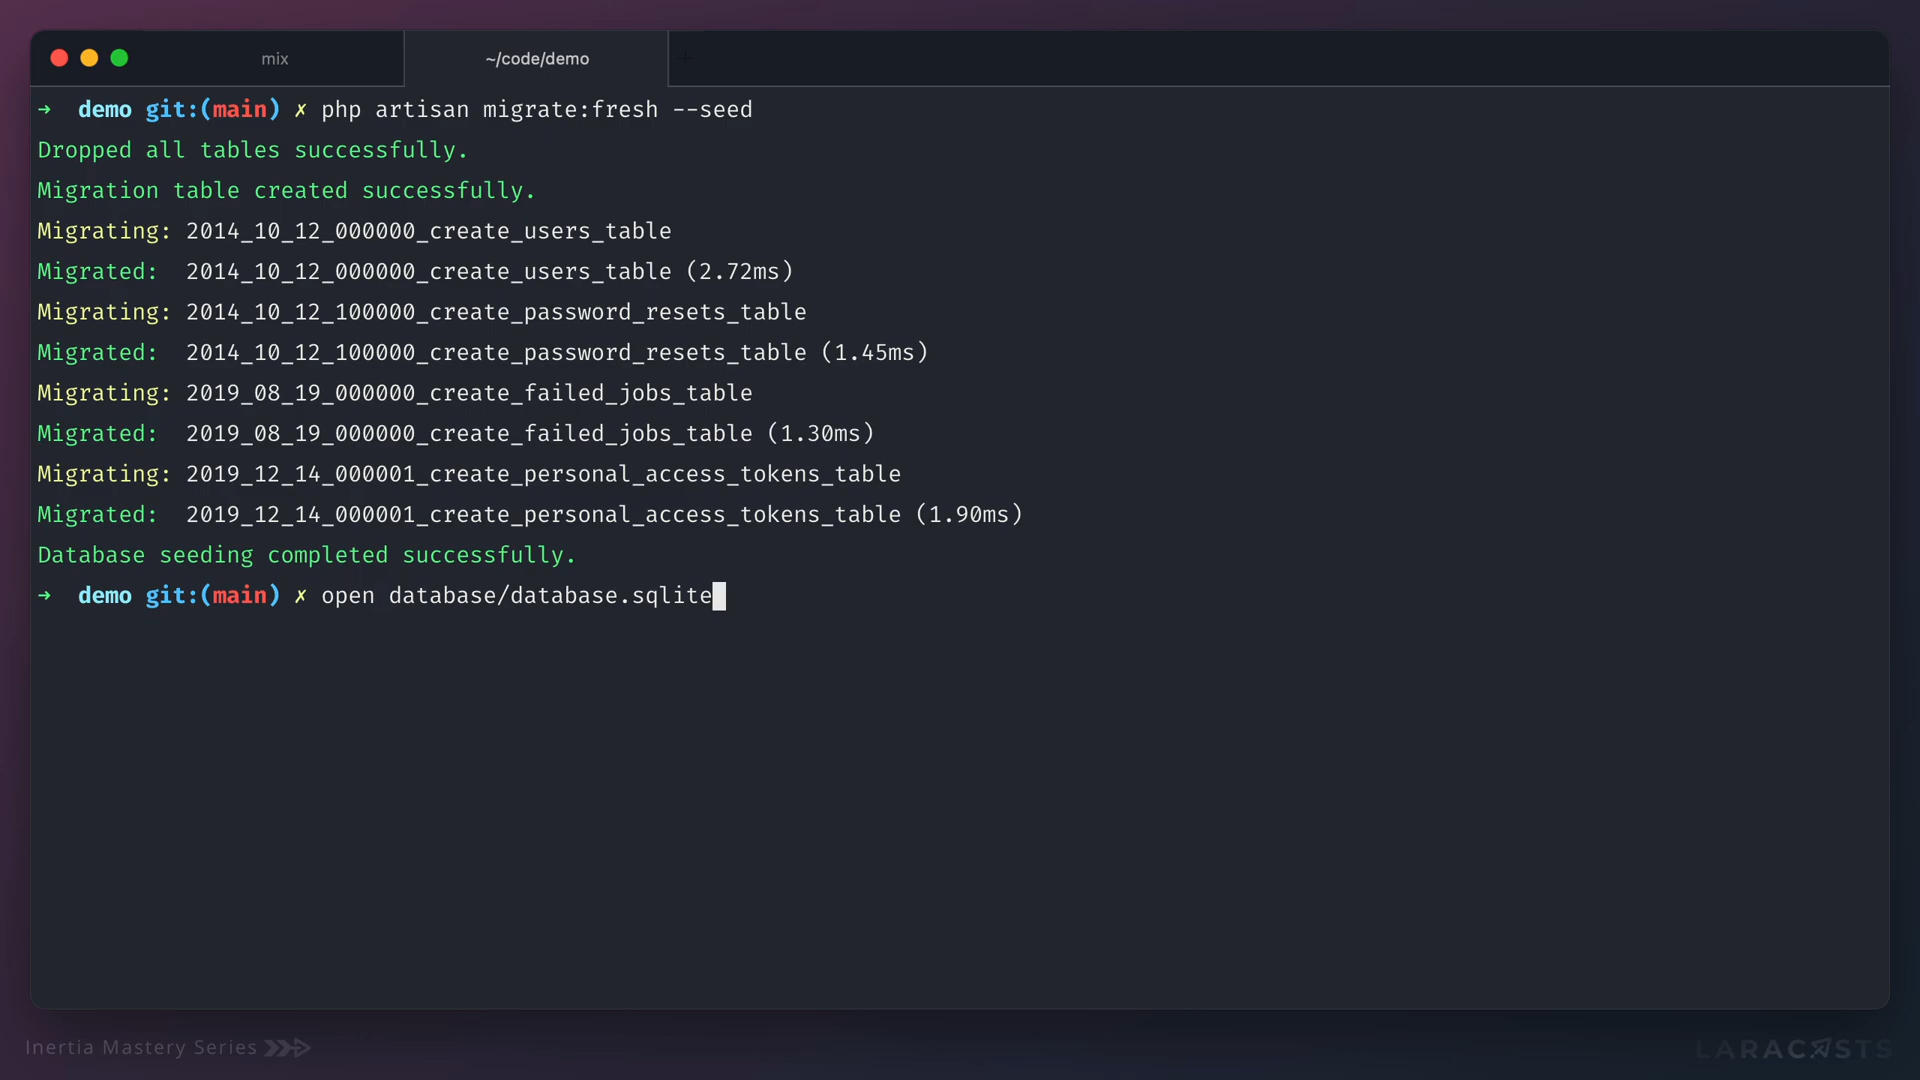 mix
~/code/demo
+
➜ demo git:(main) ✗ php artisan migrate:fresh --seed
Dropped all tables successfully.
Migration table created successfully.
Migrating: 2014_10_12_000000_create_users_table
Migrated:  2014_10_12_000000_create_users_table (2.72ms)
Migrating: 2014_10_12_100000_create_password_resets_table
Migrated:  2014_10_12_100000_create_password_resets_table (1.45ms)
Migrating: 2019_08_19_000000_create_failed_jobs_table
Migrated:  2019_08_19_000000_create_failed_jobs_table (1.30ms)
Migrating: 2019_12_14_000001_create_personal_access_tokens_table
Migrated:  2019_12_14_000001_create_personal_access_tokens_table (1.90ms)
Database seeding completed successfully.
➜ demo git:(main) ✗ open database/database.sqlite
Inertia Mastery Series
LARACASTS